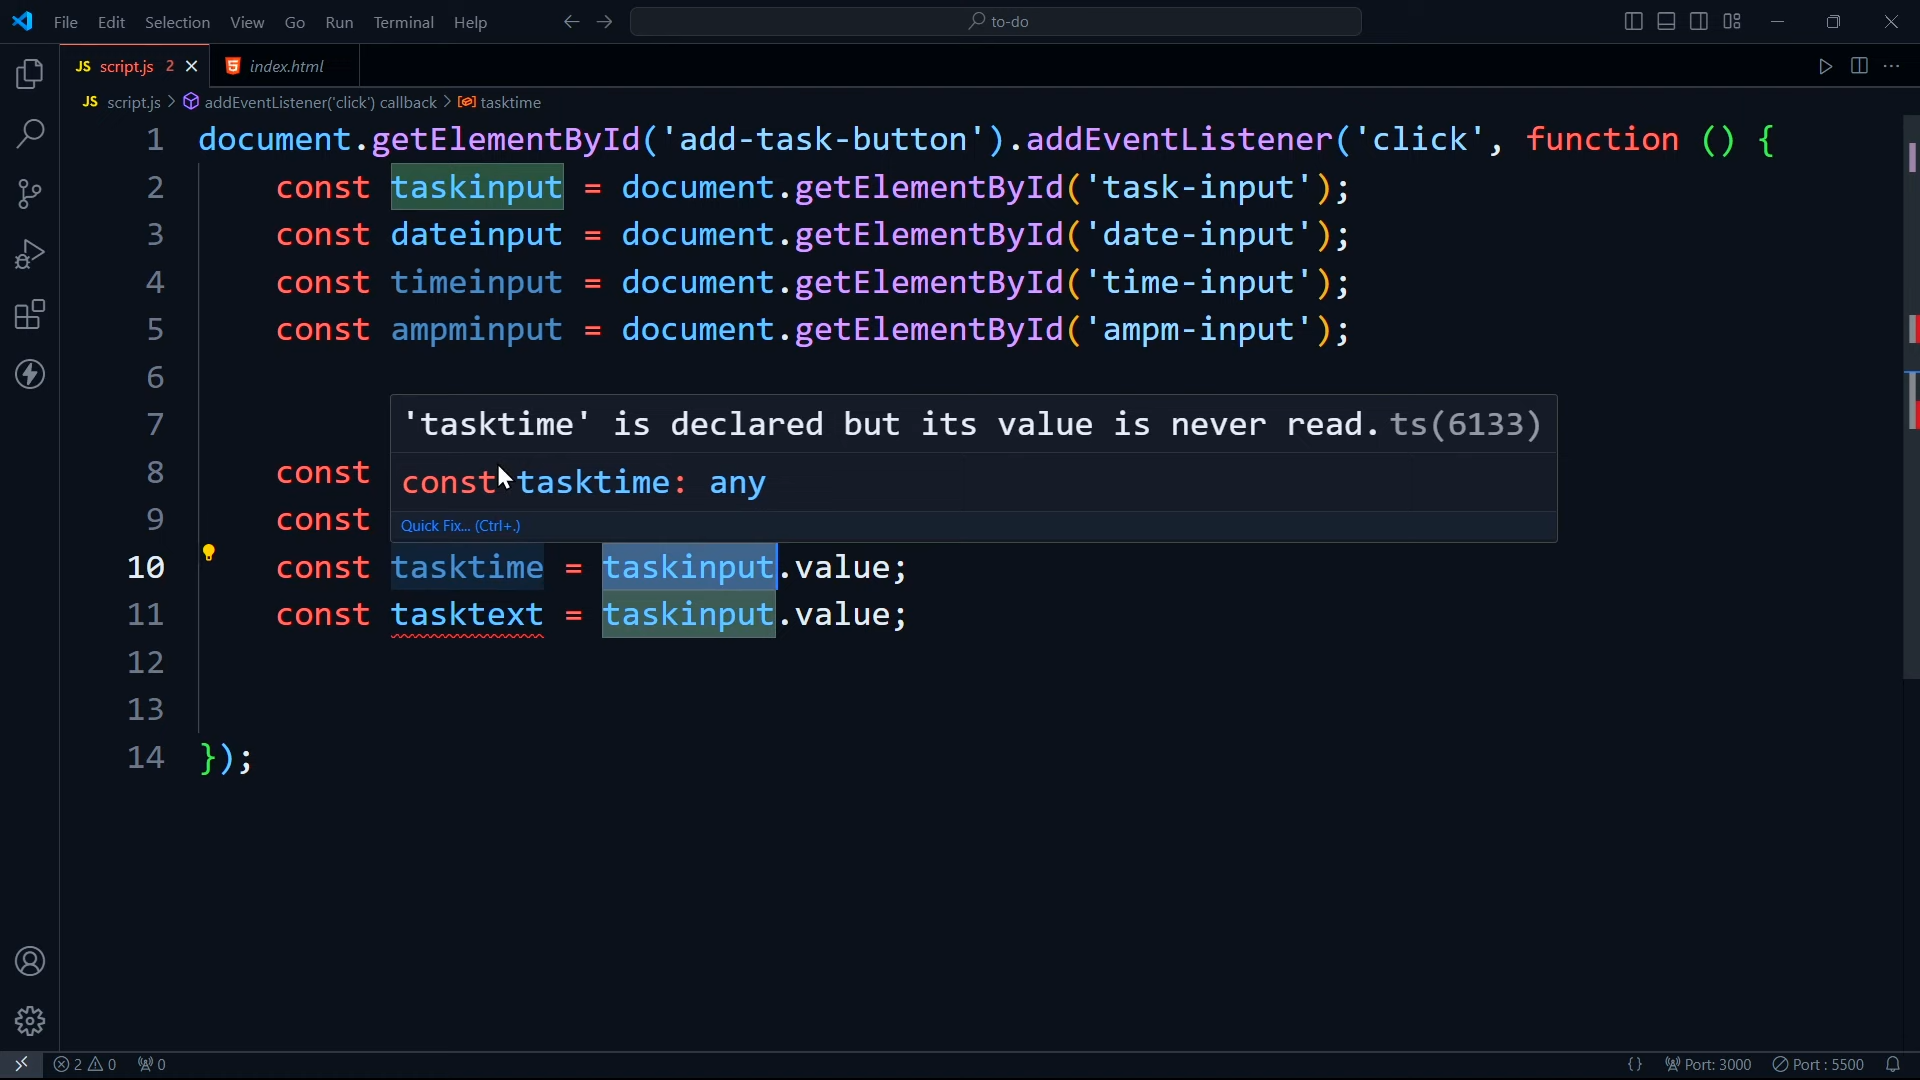 File Edit Selection View Go Run Terminal Help
to-do
JS script.js 2
index.html
JS script.js > addEventListener('click') callback > tasktime
1 document.getElementById('add-task-button').addEventListener('click', function () {
2 const taskinput = document.getElementById('task-input');
3 const dateinput = document.getElementById('date-input');
4 const timeinput = document.getElementById('time-input');
5 const ampminput = document.getElementById('ampm-input');
6
7
'tasktime' is declared but its value is never read. ts(6133)
8 const
const tasktime: any
9 const
Quick Fix... (Ctrl+.)
10 const tasktime = taskinput.value;
11 const tasktext = taskinput.value;
12
13
14 });
2 0 0
{} Port: 3000 Port : 5500